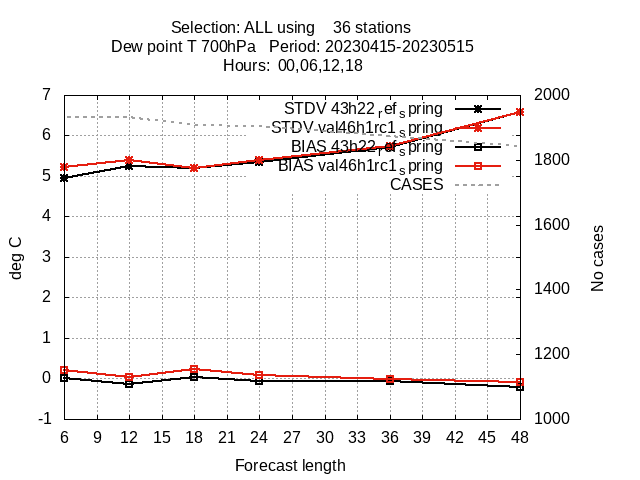 Selection: ALL using    36 stations
Dew point T 700hPa   Period: 20230415-20230515
Hours:  00,06,12,18
7
6
5
4
3
2
1
0
-1
deg C
2000
1800
1600
1400
1200
1000
No cases
STDV 43h22_ref_spring
STDV val46h1rc1_spring
BIAS 43h22_ref_spring
BIAS val46h1rc1_spring
CASES
6 9 12 15 18 21 24 27 30 33 36 39 42 45 48
Forecast length